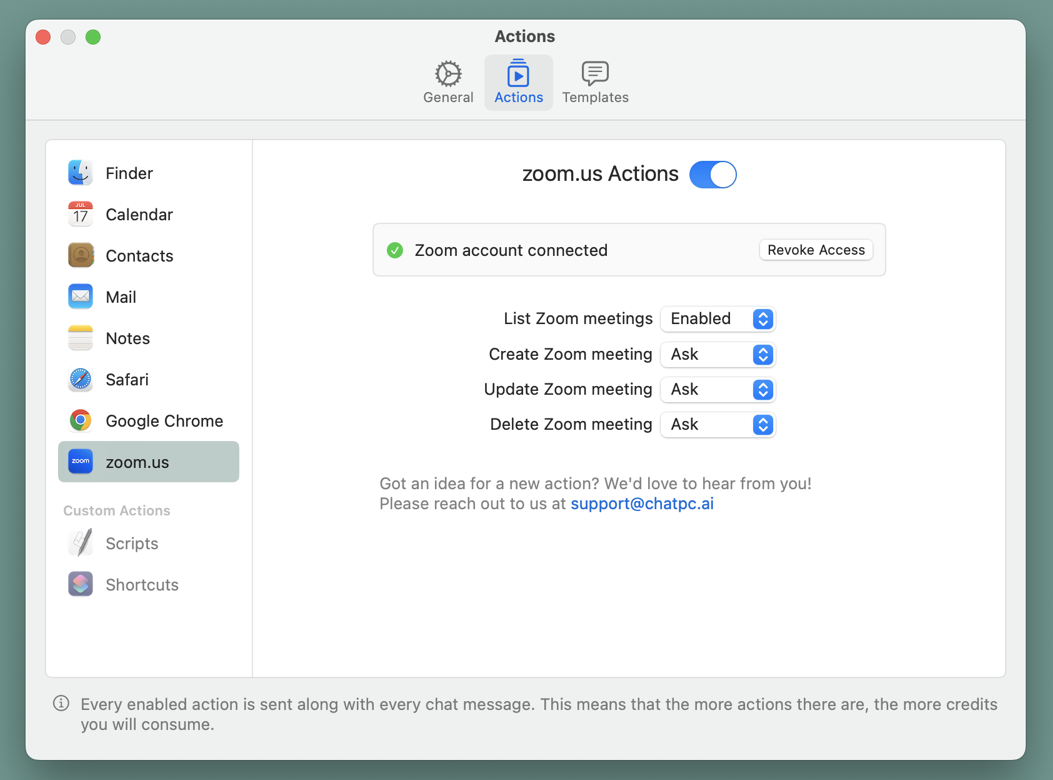 Actions
General
Actions
Templates
Finder
JUL
17
Calendar
Contacts
Mail
Notes
Safari
Google Chrome
zoom
zoom.us
Custom Actions
Scripts
Shortcuts
zoom.us Actions
Zoom account connected
Revoke Access
List Zoom meetings Enabled
Create Zoom meeting Ask
Update Zoom meeting Ask
Delete Zoom meeting Ask
Got an idea for a new action? We'd love to hear from you!
Please reach out to us at support@chatpc.ai
Every enabled action is sent along with every chat message. This means that the more actions there are, the more credits
you will consume.